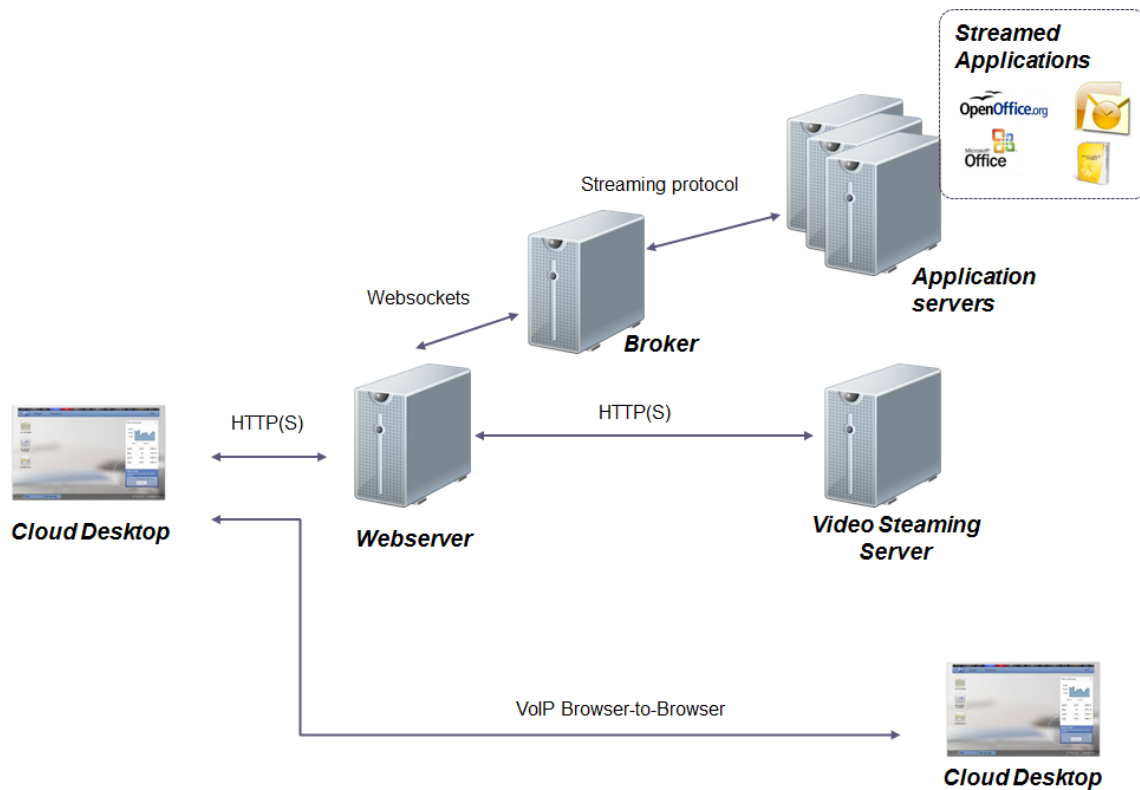 Streamed
Applications
OpenOffice.org
Microsoft
Office
Streaming protocol
Application
servers
Websockets
Broker
HTTP(S)
HTTP(S)
Cloud Desktop
Webserver
Video Steaming
Server
VoIP Browser-to-Browser
Cloud Desktop